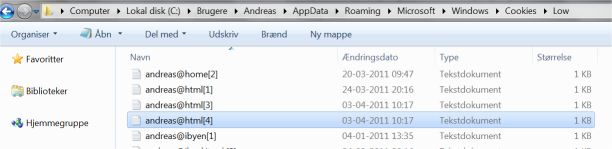 Computer Lokal disk (C:) Brugere Andreas AppData Roaming Microsoft Windows Cookies Low
Organiser Åbn Del med Udskriv Brænd Ny mappe
Favoritter
Biblioteker
Hjemmegruppe
Navn Ændringsdato Type Størrelse
andreas@home[2] 20-03-2011 09:47 Tekstdokument 1 KB
andreas@html[1] 24-03-2011 20:16 Tekstdokument 1 KB
andreas@html[3] 03-04-2011 10:17 Tekstdokument 1 KB
andreas@html[4] 03-04-2011 10:17 Tekstdokument 1 KB
andreas@ibyen[1] 04-01-2011 13:35 Tekstdokument 1 KB